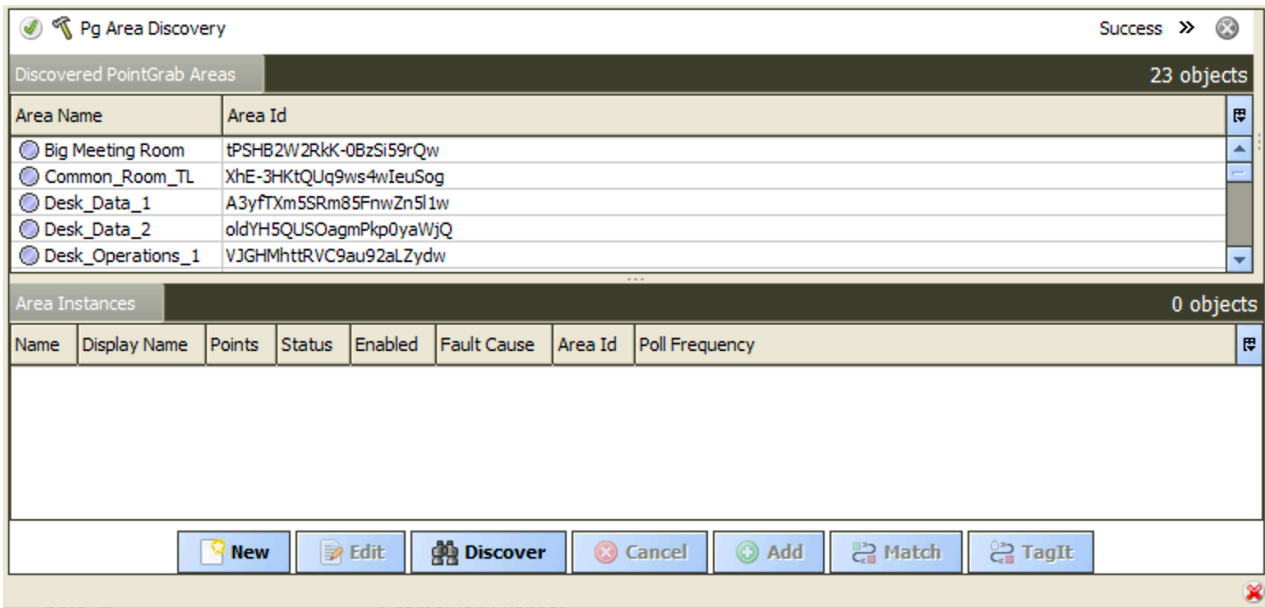 Pg Area Discovery Success »
Discovered PointGrab Areas 23 objects
Area Name Area Id
Big Meeting Room tPSHB2W2RkK-0BzSi59rQw
Common_Room_TL XhE-3HKtQUq9ws4wIeuSog
Desk_Data_1 A3yfTXm5SRm85FnwZn5l1w
Desk_Data_2 oldYH5QUSOagmPkp0yaWjQ
Desk_Operations_1 VJGHMhttRVC9au92aLZydw
Area Instances 0 objects
Name Display Name Points Status Enabled Fault Cause Area Id Poll Frequency
New Edit Discover Cancel Add Match TagIt